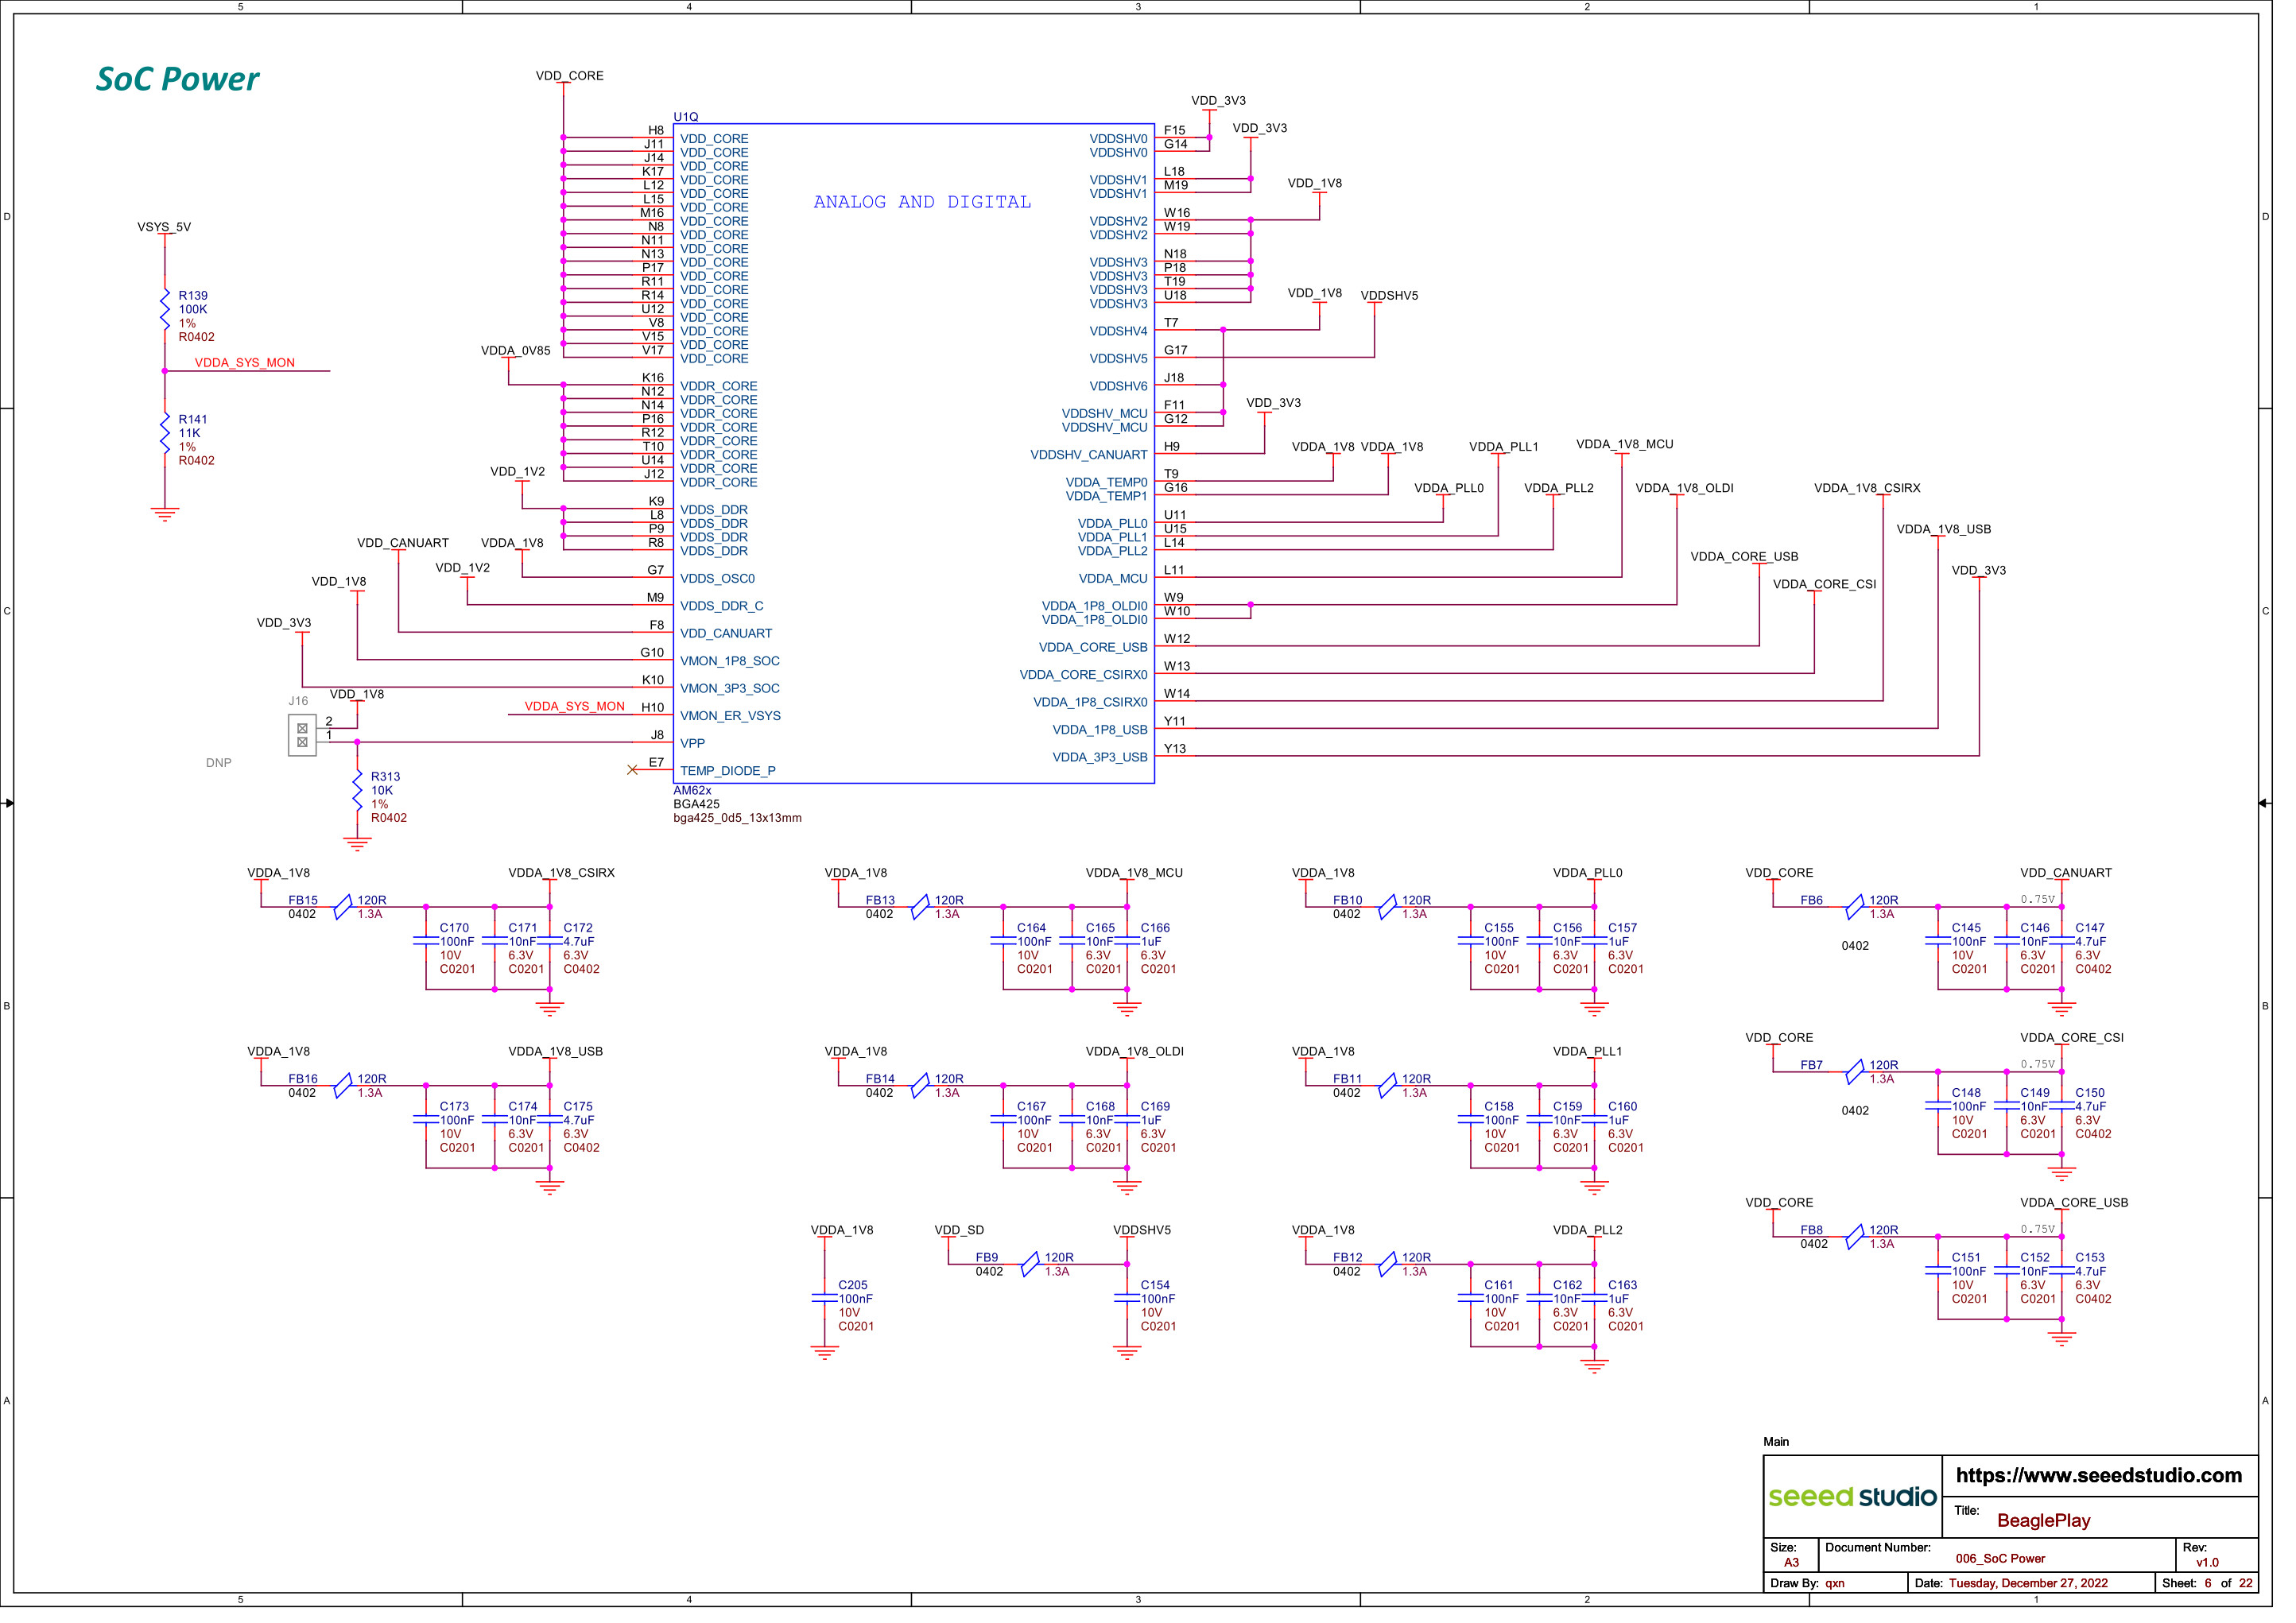 5 4 3 2 1
SoC Power
VDD_CORE
VDD_3V3
VDD_3V3
VDD_1V8
VDD_1V8
VDDSHV5
VDD_3V3
VDDA_1V8 VDDA_1V8
VDDA_PLL0
VDDA_PLL1
VDDA_PLL2
VDDA_1V8_MCU
VDDA_1V8_OLDI
VDDA_CORE_USB
VDDA_CORE_CSI
VDDA_1V8_CSIRX
VDDA_1V8_USB
VDD_3V3
U1Q
ANALOG AND DIGITAL
H8 VDD_CORE
J11 VDD_CORE
J14 VDD_CORE
K17 VDD_CORE
L12 VDD_CORE
L15 VDD_CORE
M16 VDD_CORE
N8 VDD_CORE
N11 VDD_CORE
N13 VDD_CORE
P17 VDD_CORE
R11 VDD_CORE
R14 VDD_CORE
U12 VDD_CORE
V8 VDD_CORE
V15 VDD_CORE
V17 VDD_CORE
VDDA_0V85
K16 VDDR_CORE
N12 VDDR_CORE
N14 VDDR_CORE
P16 VDDR_CORE
R12 VDDR_CORE
T10 VDDR_CORE
U14 VDDR_CORE
J12 VDDR_CORE
VDD_1V2
K9 VDDS_DDR
L8 VDDS_DDR
P9 VDDS_DDR
R8 VDDS_DDR
VDDA_1V8
G7 VDDS_OSC0
VDD_1V2
M9 VDDS_DDR_C
VDD_CANUART
F8 VDD_CANUART
VDD_1V8
G10 VMON_1P8_SOC
VDD_3V3
K10 VMON_3P3_SOC
VDDA_SYS_MON
H10 VMON_ER_VSYS
J8 VPP
E7 TEMP_DIODE_P
VDDSHV0 F15
VDDSHV0 G14
VDDSHV1 L18
VDDSHV1 M19
VDDSHV2 W16
VDDSHV2 W19
VDDSHV3 N18
VDDSHV3 P18
VDDSHV3 T19
VDDSHV3 U18
VDDSHV4 T7
VDDSHV5 G17
VDDSHV6 J18
VDDSHV_MCU F11
VDDSHV_MCU G12
VDDSHV_CANUART H9
VDDA_TEMP0 T9
VDDA_TEMP1 G16
VDDA_PLL0 U11
VDDA_PLL1 U15
VDDA_PLL2 L14
VDDA_MCU L11
VDDA_1P8_OLDI0 W9
VDDA_1P8_OLDI0 W10
VDDA_CORE_USB W12
VDDA_CORE_CSIRX0 W13
VDDA_1P8_CSIRX0 W14
VDDA_1P8_USB Y11
VDDA_3P3_USB Y13
AM62x
BGA425
bga425_0d5_13x13mm
VSYS_5V
R139
100K
1%
R0402
VDDA_SYS_MON
R141
11K
1%
R0402
J16
VDD_1V8
2
1
DNP
R313
10K
1%
R0402
VDDA_1V8 VDDA_1V8_CSIRX
FB15 120R
0402 1.3A
C170 C171 C172
100nF 10nF 4.7uF
10V 6.3V 6.3V
C0201 C0201 C0402
VDDA_1V8 VDDA_1V8_MCU
FB13 120R
0402 1.3A
C164 C165 C166
100nF 10nF 1uF
10V 6.3V 6.3V
C0201 C0201 C0201
VDDA_1V8 VDDA_PLL0
FB10 120R
0402 1.3A
C155 C156 C157
100nF 10nF 1uF
10V 6.3V 6.3V
C0201 C0201 C0201
VDD_CORE VDD_CANUART
FB6 120R 0.75V
1.3A
0402
C145 C146 C147
100nF 10nF 4.7uF
10V 6.3V 6.3V
C0201 C0201 C0402
VDDA_1V8 VDDA_1V8_USB
FB16 120R
0402 1.3A
C173 C174 C175
100nF 10nF 4.7uF
10V 6.3V 6.3V
C0201 C0201 C0402
VDDA_1V8 VDDA_1V8_OLDI
FB14 120R
0402 1.3A
C167 C168 C169
100nF 10nF 1uF
10V 6.3V 6.3V
C0201 C0201 C0201
VDDA_1V8 VDDA_PLL1
FB11 120R
0402 1.3A
C158 C159 C160
100nF 10nF 1uF
10V 6.3V 6.3V
C0201 C0201 C0201
VDD_CORE VDDA_CORE_CSI
FB7 120R 0.75V
1.3A
0402
C148 C149 C150
100nF 10nF 4.7uF
10V 6.3V 6.3V
C0201 C0201 C0402
VDDA_1V8
C205
100nF
10V
C0201
VDD_SD VDDSHV5
FB9 120R
0402 1.3A
C154
100nF
10V
C0201
VDDA_1V8 VDDA_PLL2
FB12 120R
0402 1.3A
C161 C162 C163
100nF 10nF 1uF
10V 6.3V 6.3V
C0201 C0201 C0201
VDD_CORE VDDA_CORE_USB
FB8 120R 0.75V
0402 1.3A
C151 C152 C153
100nF 10nF 4.7uF
10V 6.3V 6.3V
C0201 C0201 C0402
D D
C C
B B
A A
Main
seeed studio
https://www.seeedstudio.com
Title:
BeaglePlay
Size:
A3
Document Number:
006_SoC Power
Rev:
v1.0
Draw By: qxn
Date: Tuesday, December 27, 2022
Sheet: 6 of 22
5 4 3 2 1